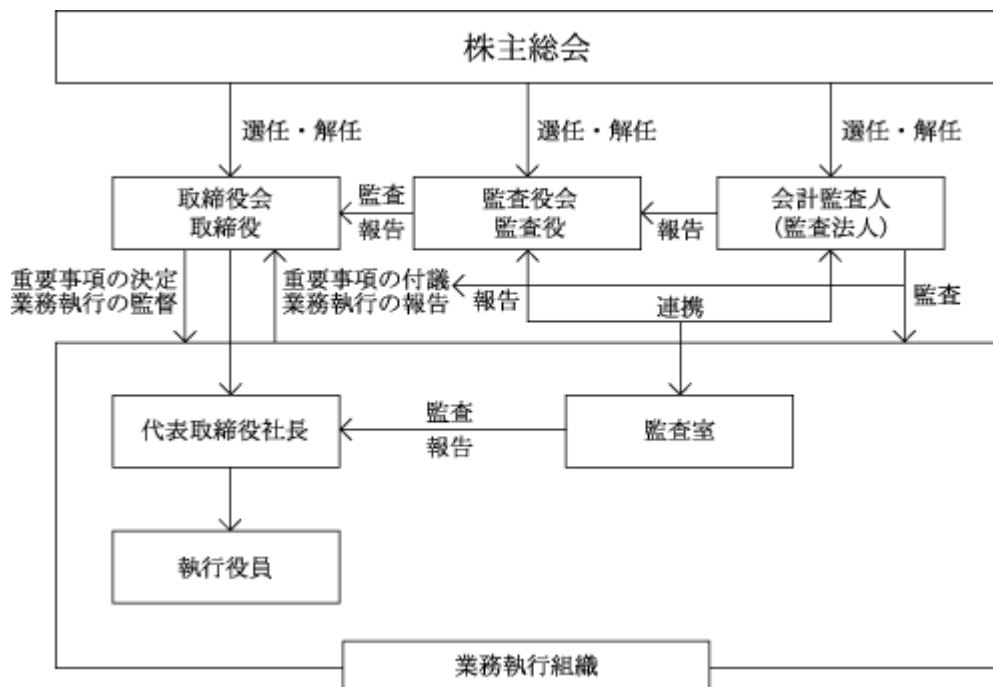 株主総会
選任・解任
選任・解任
選任・解任
取締役会
取締役
監査
報告
監査役会
監査役
報告
会計監査人
(監査法人)
重要事項の決定
業務執行の監督
重要事項の付議
業務執行の報告
報告
連携
監査
代表取締役社長
監査
報告
監査室
執行役員
業務執行組織